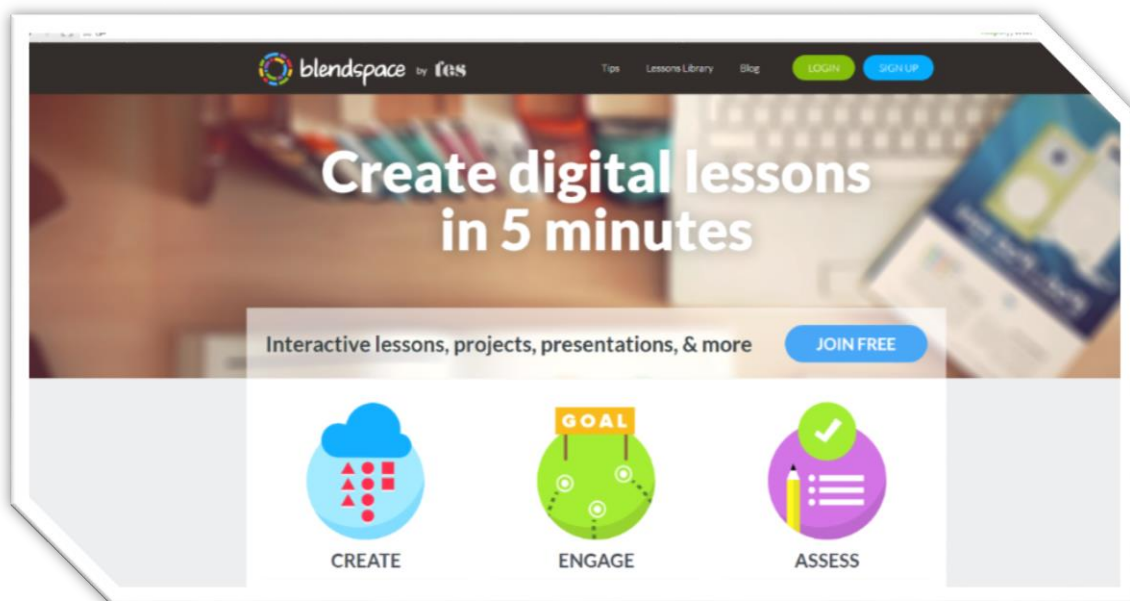 blendspace by fes
Tips Lessons Library Blog LOGIN SIGN UP
Create digital lessons
in 5 minutes
Interactive lessons, projects, presentations, & more JOIN FREE
GOAL
CREATE ENGAGE ASSESS